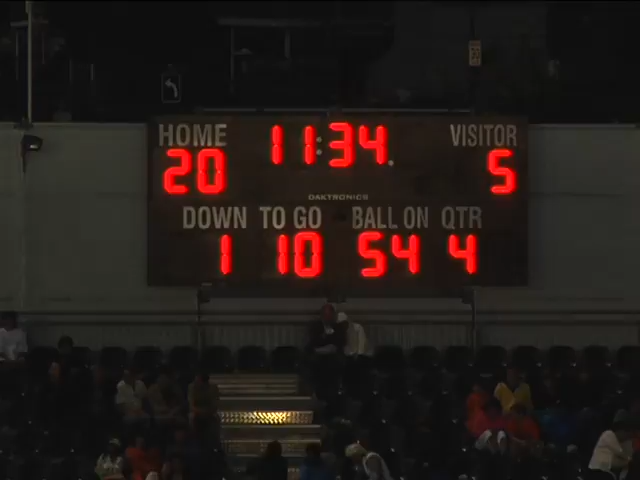 HOME 11:34 VISITOR
20 5
DAKTRONICS
DOWN TO GO BALL ON QTR
1 10 54 4